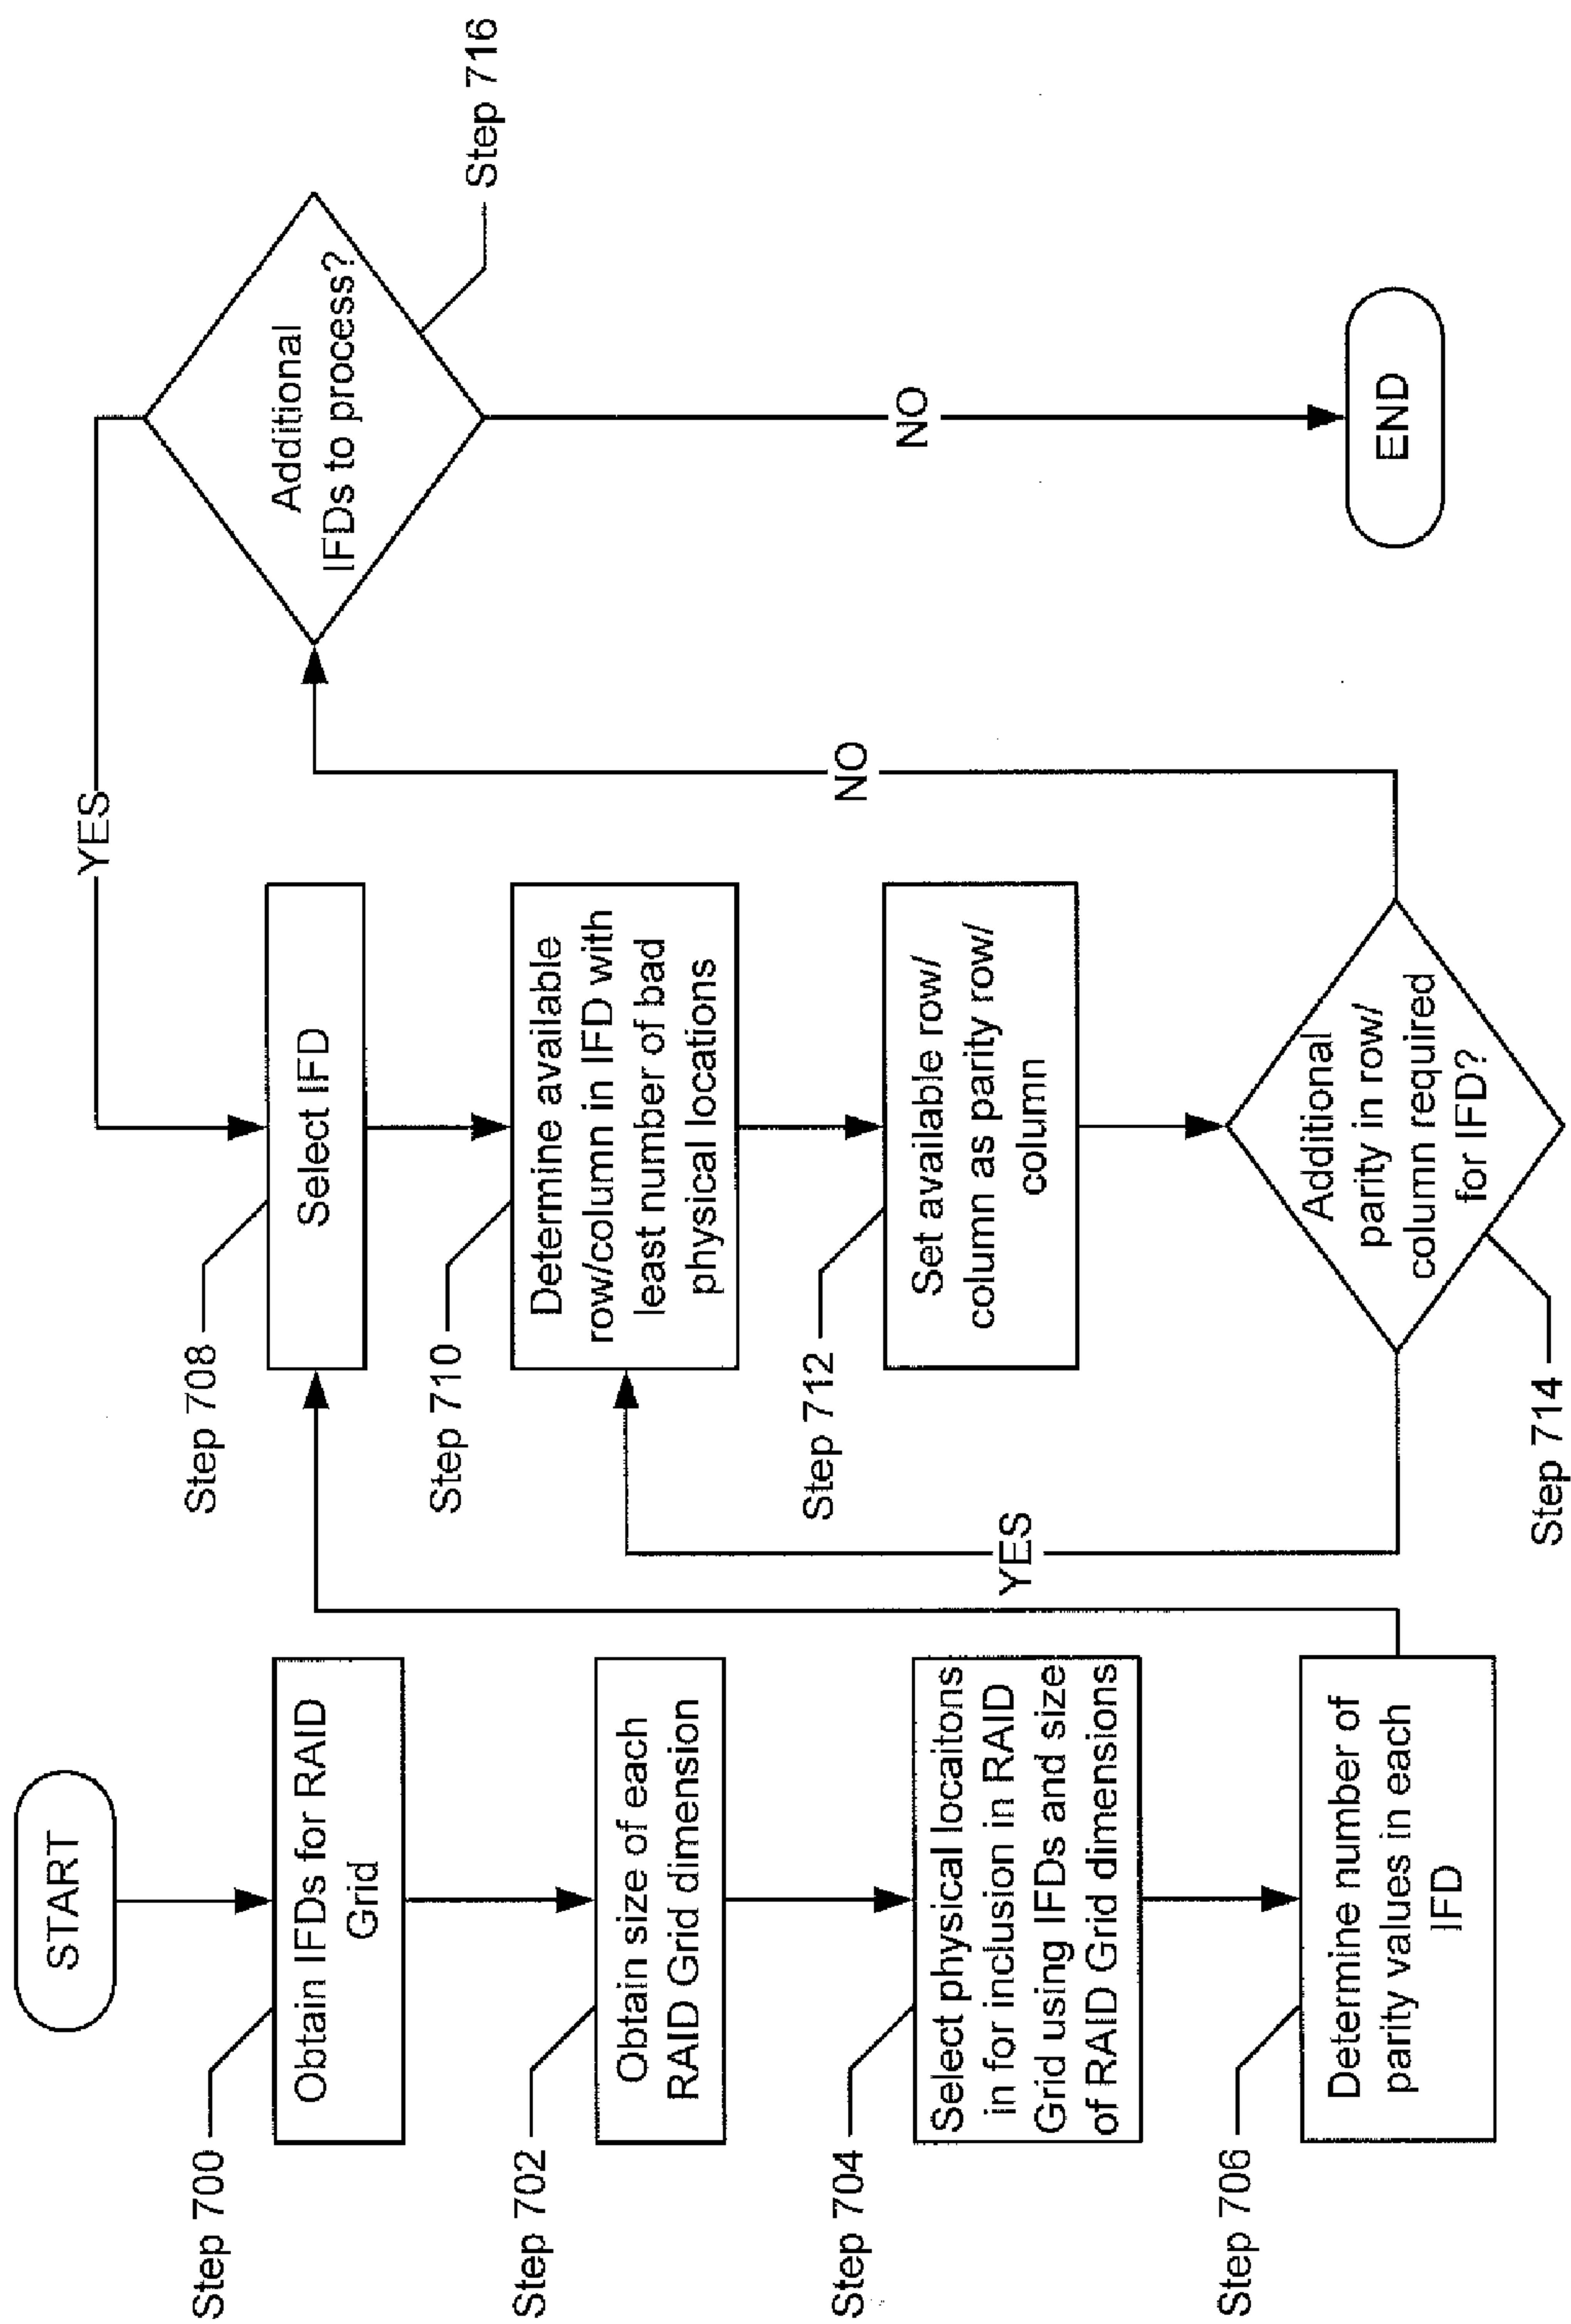 START
Step 700
Obtain IFDs for RAID
Grid
Step 702
Obtain size of each
RAID Grid dimension
Step 704
Select physical locaitons
in for inclusion in RAID
Grid using IFDs and size
of RAID Grid dimensions
Step 706
Determine number of
parity values in each
IFD
Step 708
Select IFD
Step 710
Determine available
row/column in IFD with
least number of bad
physical locations
Step 712
Set available row/
column as parity row/
column
Additional
parity in row/
column required
for IFD?
Step 714
YES
NO
YES
Additional
IFDs to process?
Step 716
NO
END